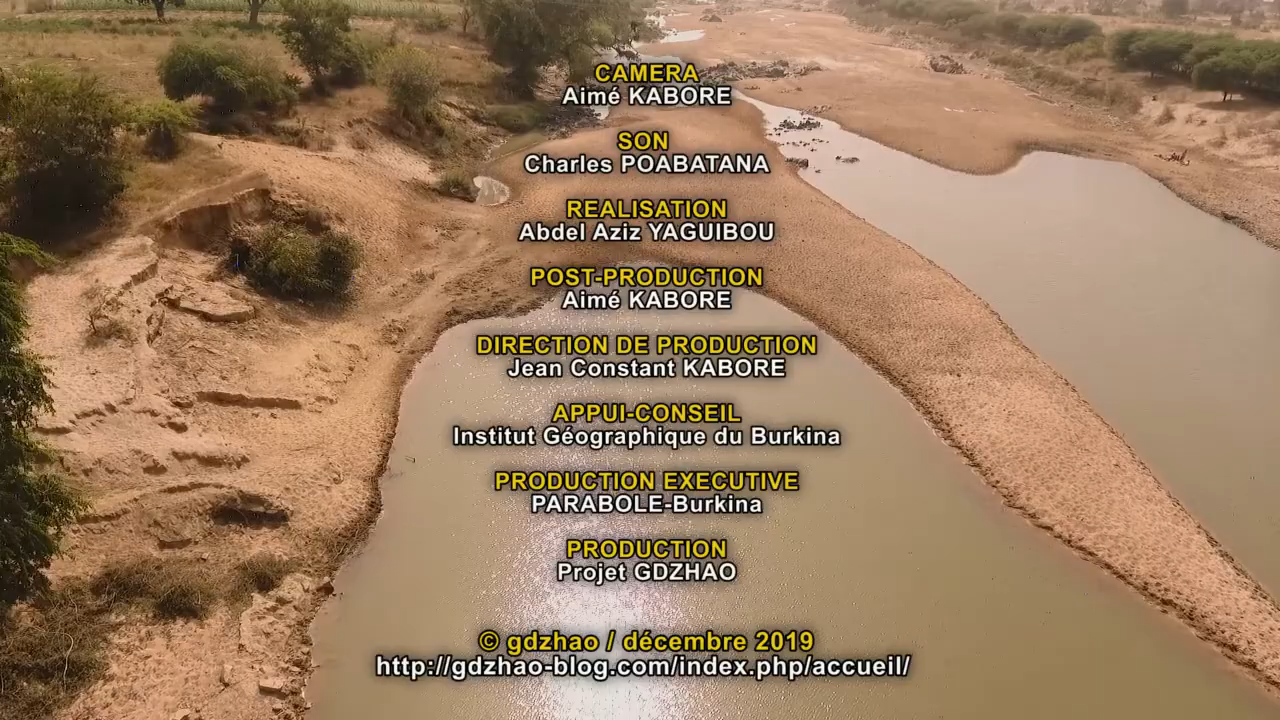 CAMERA
Aimé KABORE
SON
Charles POABATANA
REALISATION
Abdel Aziz YAGUIBOU
POST-PRODUCTION
Aimé KABORE
DIRECTION DE PRODUCTION
Jean Constant KABORE
APPUI-CONSEIL
Institut Géographique du Burkina
PRODUCTION EXECUTIVE
PARABOLE-Burkina
PRODUCTION
Projet GDZHAO
© gdzhao / décembre 2019
http://gdzhao-blog.com/index.php/accueil/